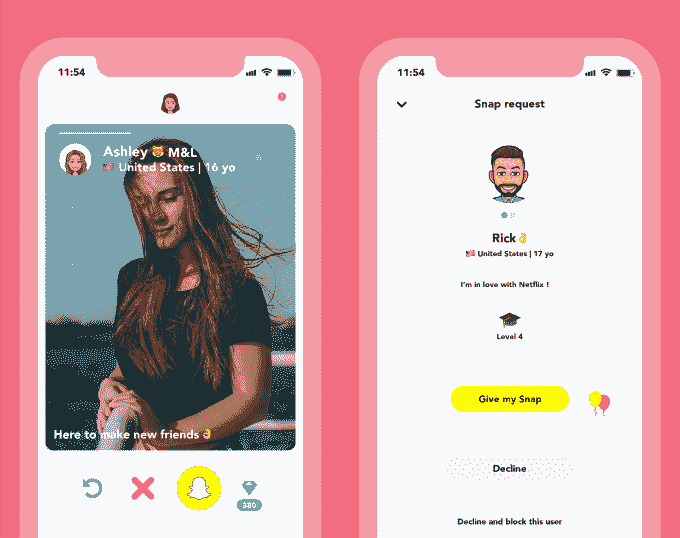 11:54
Ashley 😻 M&L
🇺🇸 United States | 16 yo
Here to make new friends 👌
380
11:54
Snap request
Rick 👌
🇺🇸 United States | 17 yo
I'm in love with Netflix !
Level 4
Give my Snap
Decline
Decline and block this user